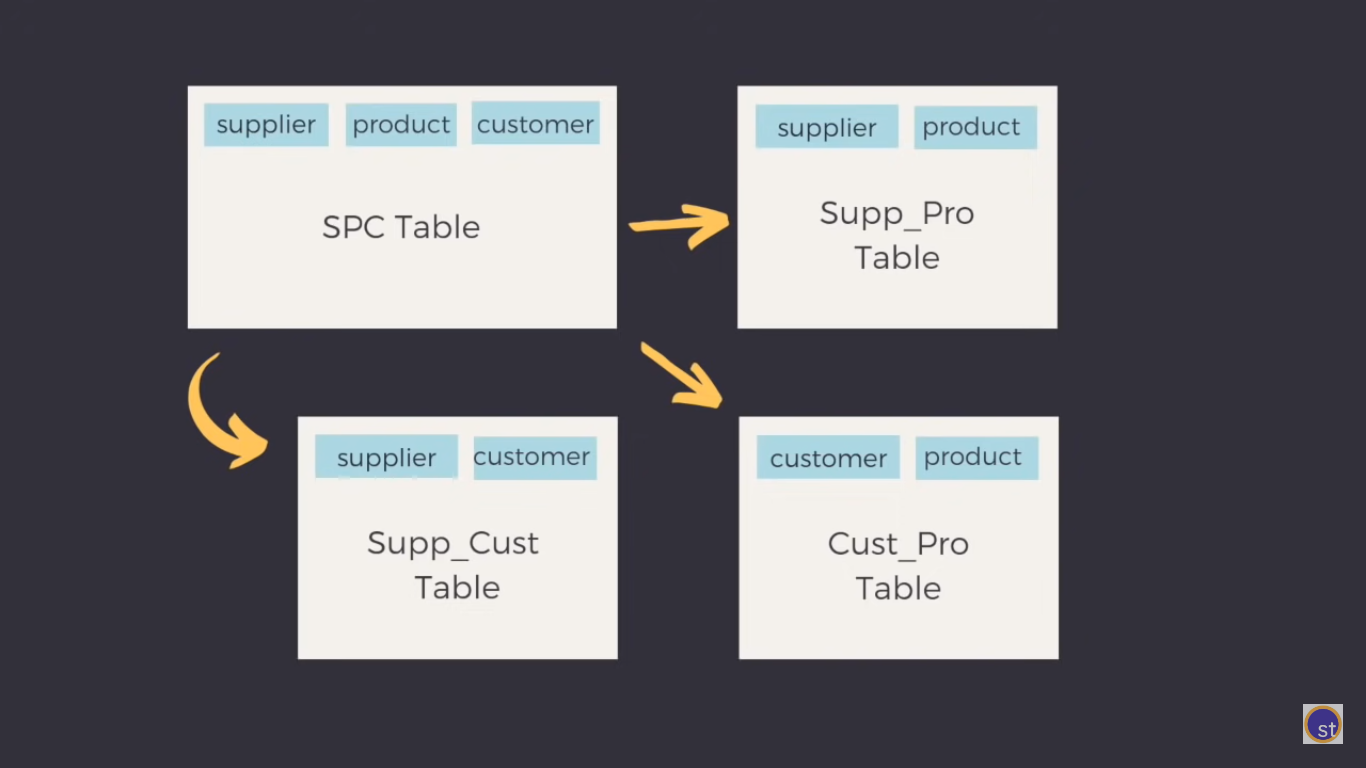 supplier product customer
SPC Table
supplier product
Supp_Pro
Table
supplier customer
Supp_Cust
Table
customer product
Cust_Pro
Table
st